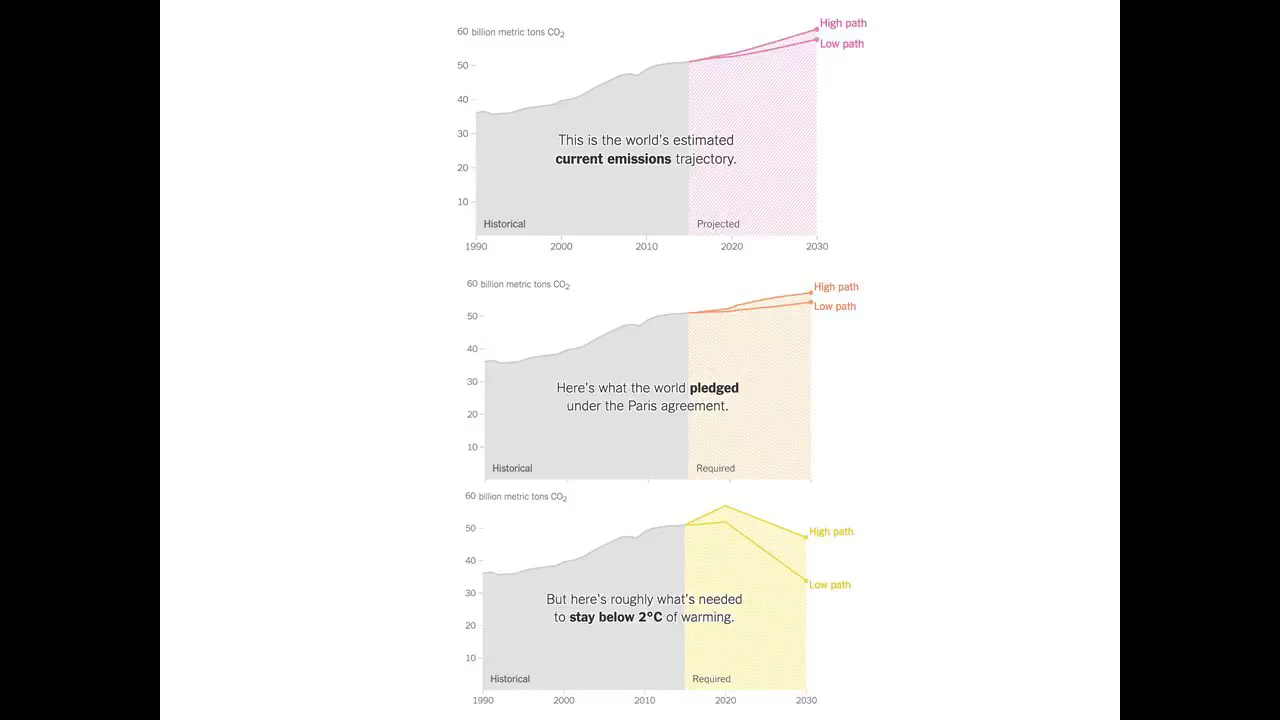 High path
60 billion metric tons CO₂
Low path
50
40
30
This is the world's estimated
current emissions trajectory.
20
10
Historical
Projected
1990
2000
2010
2020
2030
60 billion metric tons CO₂
High path
Low path
50
40
30
Here's what the world pledged
under the Paris agreement.
20
10
Historical
Required
60 billion metric tons CO₂
50
High path
40
Low path
30
But here's roughly what's needed
to stay below 2°C of warming.
20
10
Historical
Required
1990
2000
2010
2020
2030